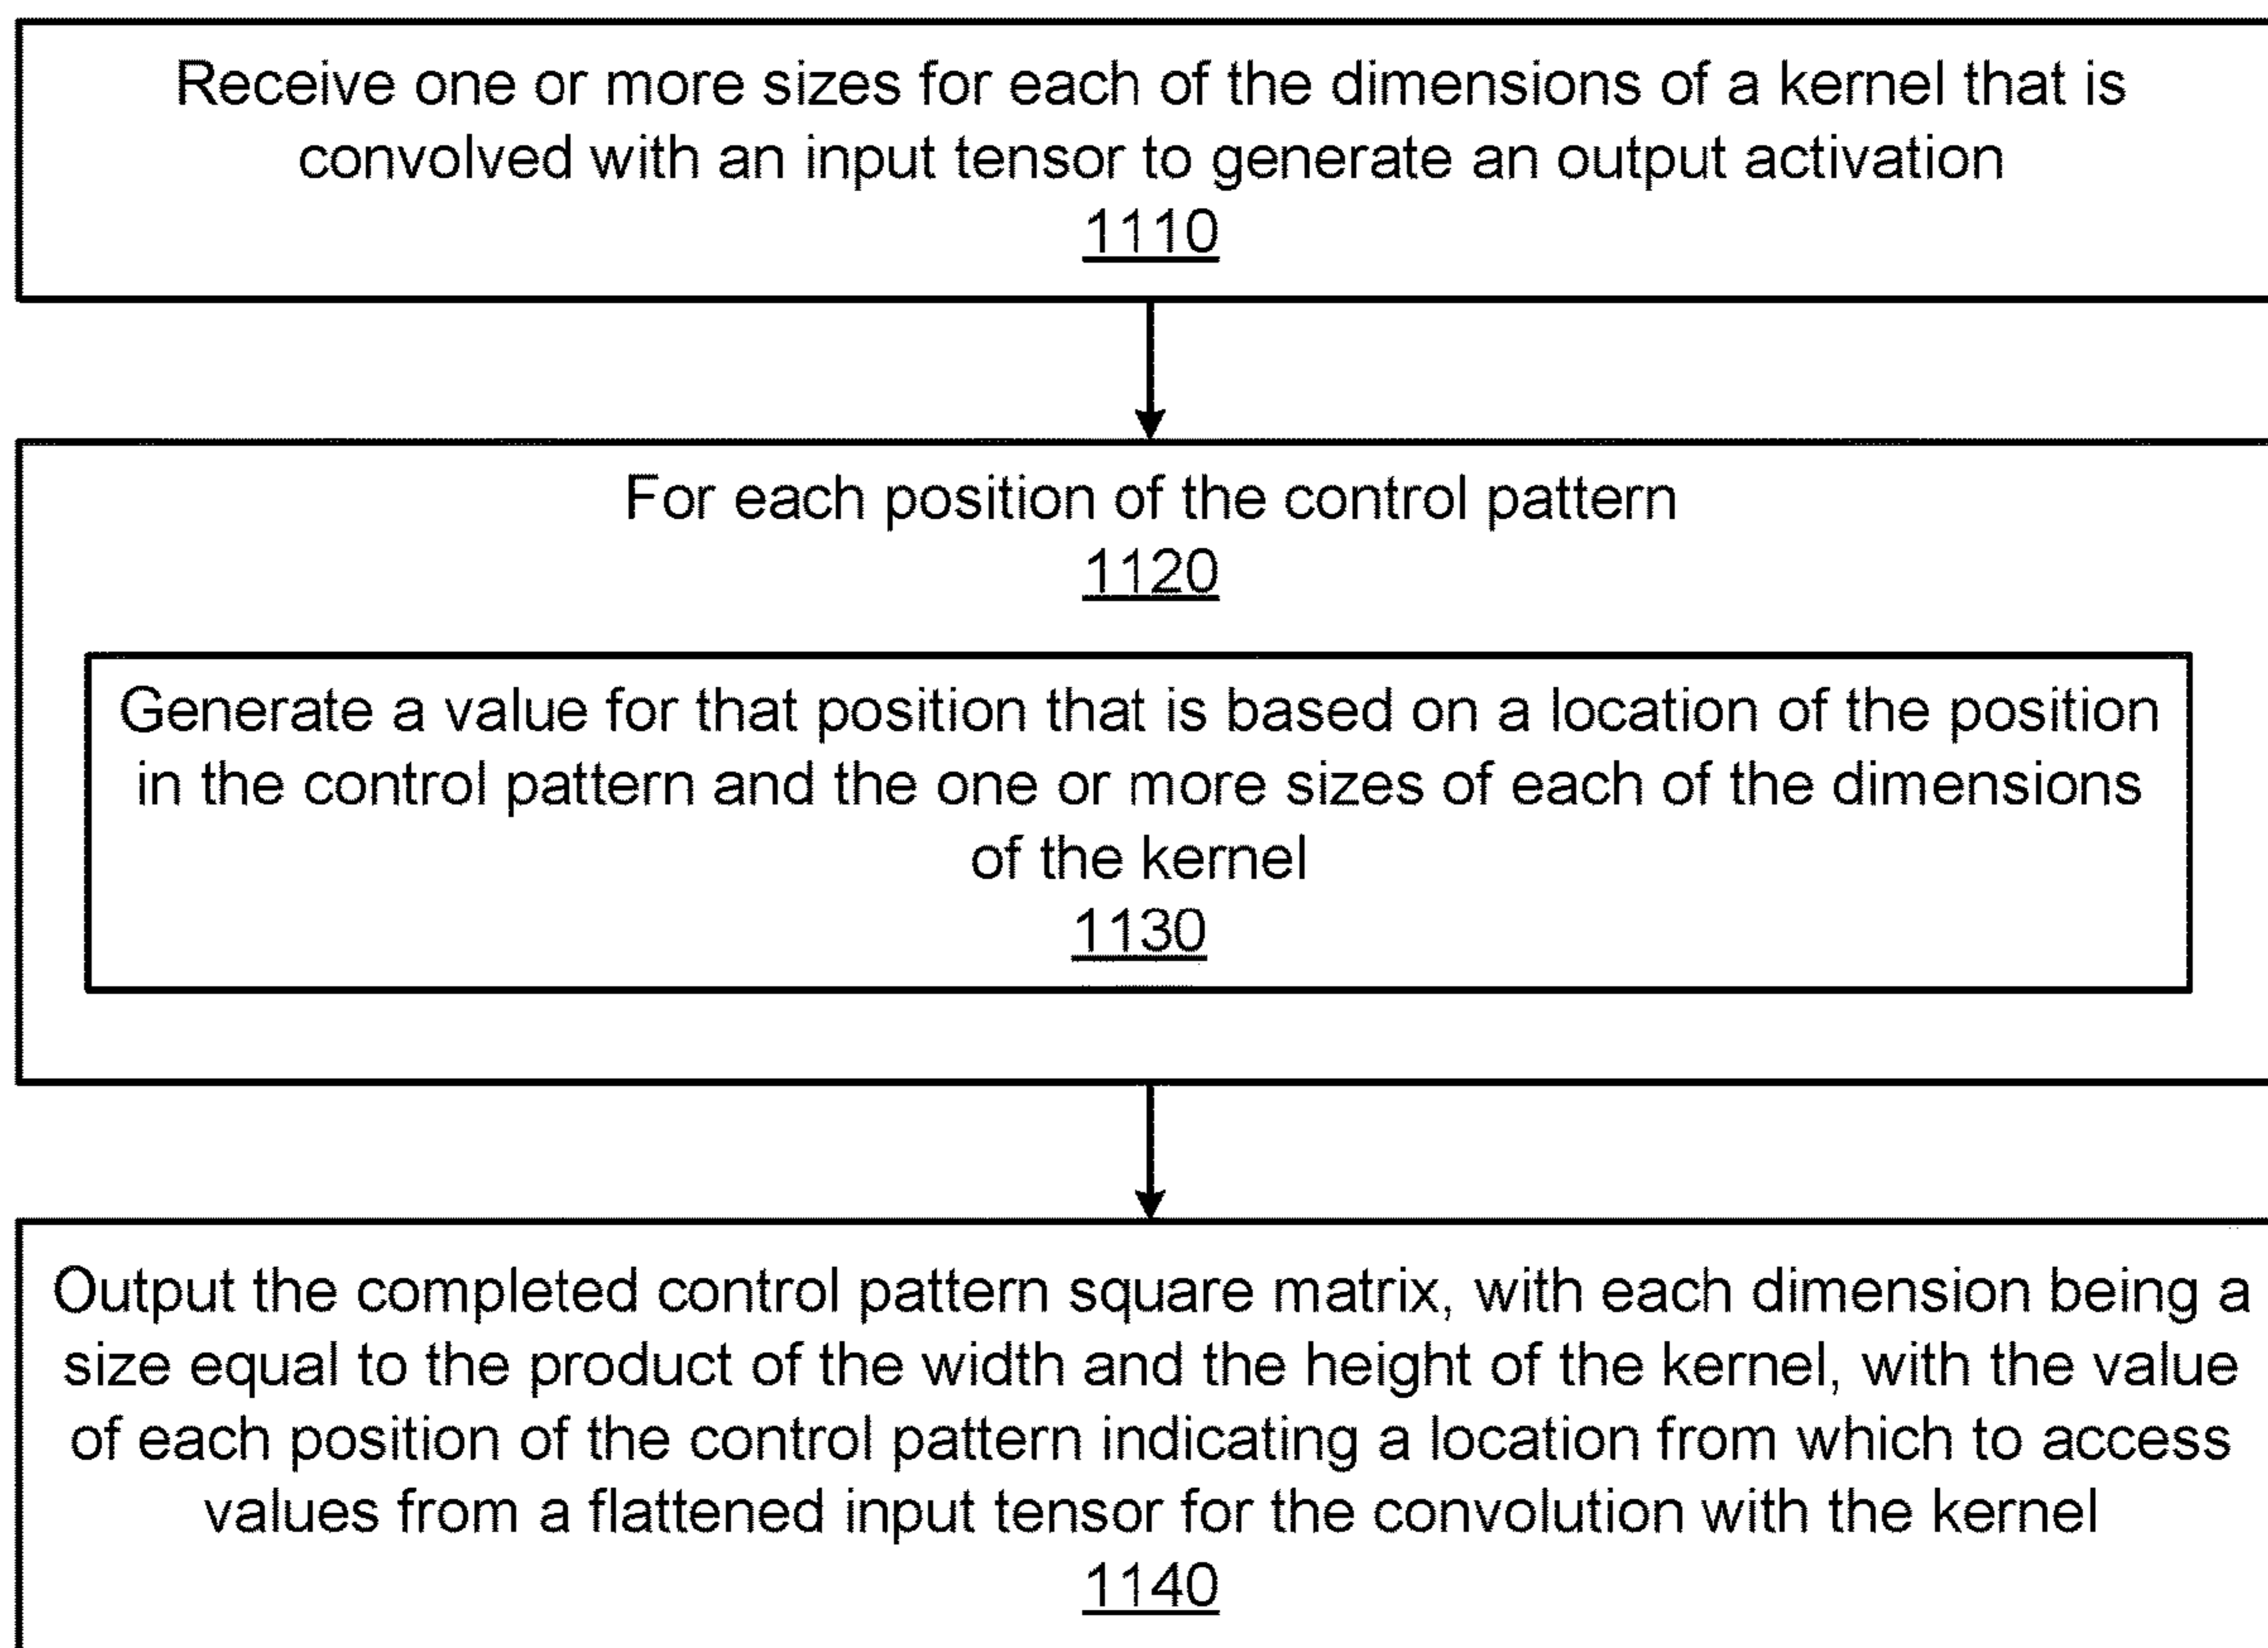 Receive one or more sizes for each of the dimensions of a kernel that is
convolved with an input tensor to generate an output activation
1110
For each position of the control pattern
1120
Generate a value for that position that is based on a location of the position
in the control pattern and the one or more sizes of each of the dimensions
of the kernel
1130
Output the completed control pattern square matrix, with each dimension being a
size equal to the product of the width and the height of the kernel, with the value
of each position of the control pattern indicating a location from which to access
values from a flattened input tensor for the convolution with the kernel
1140